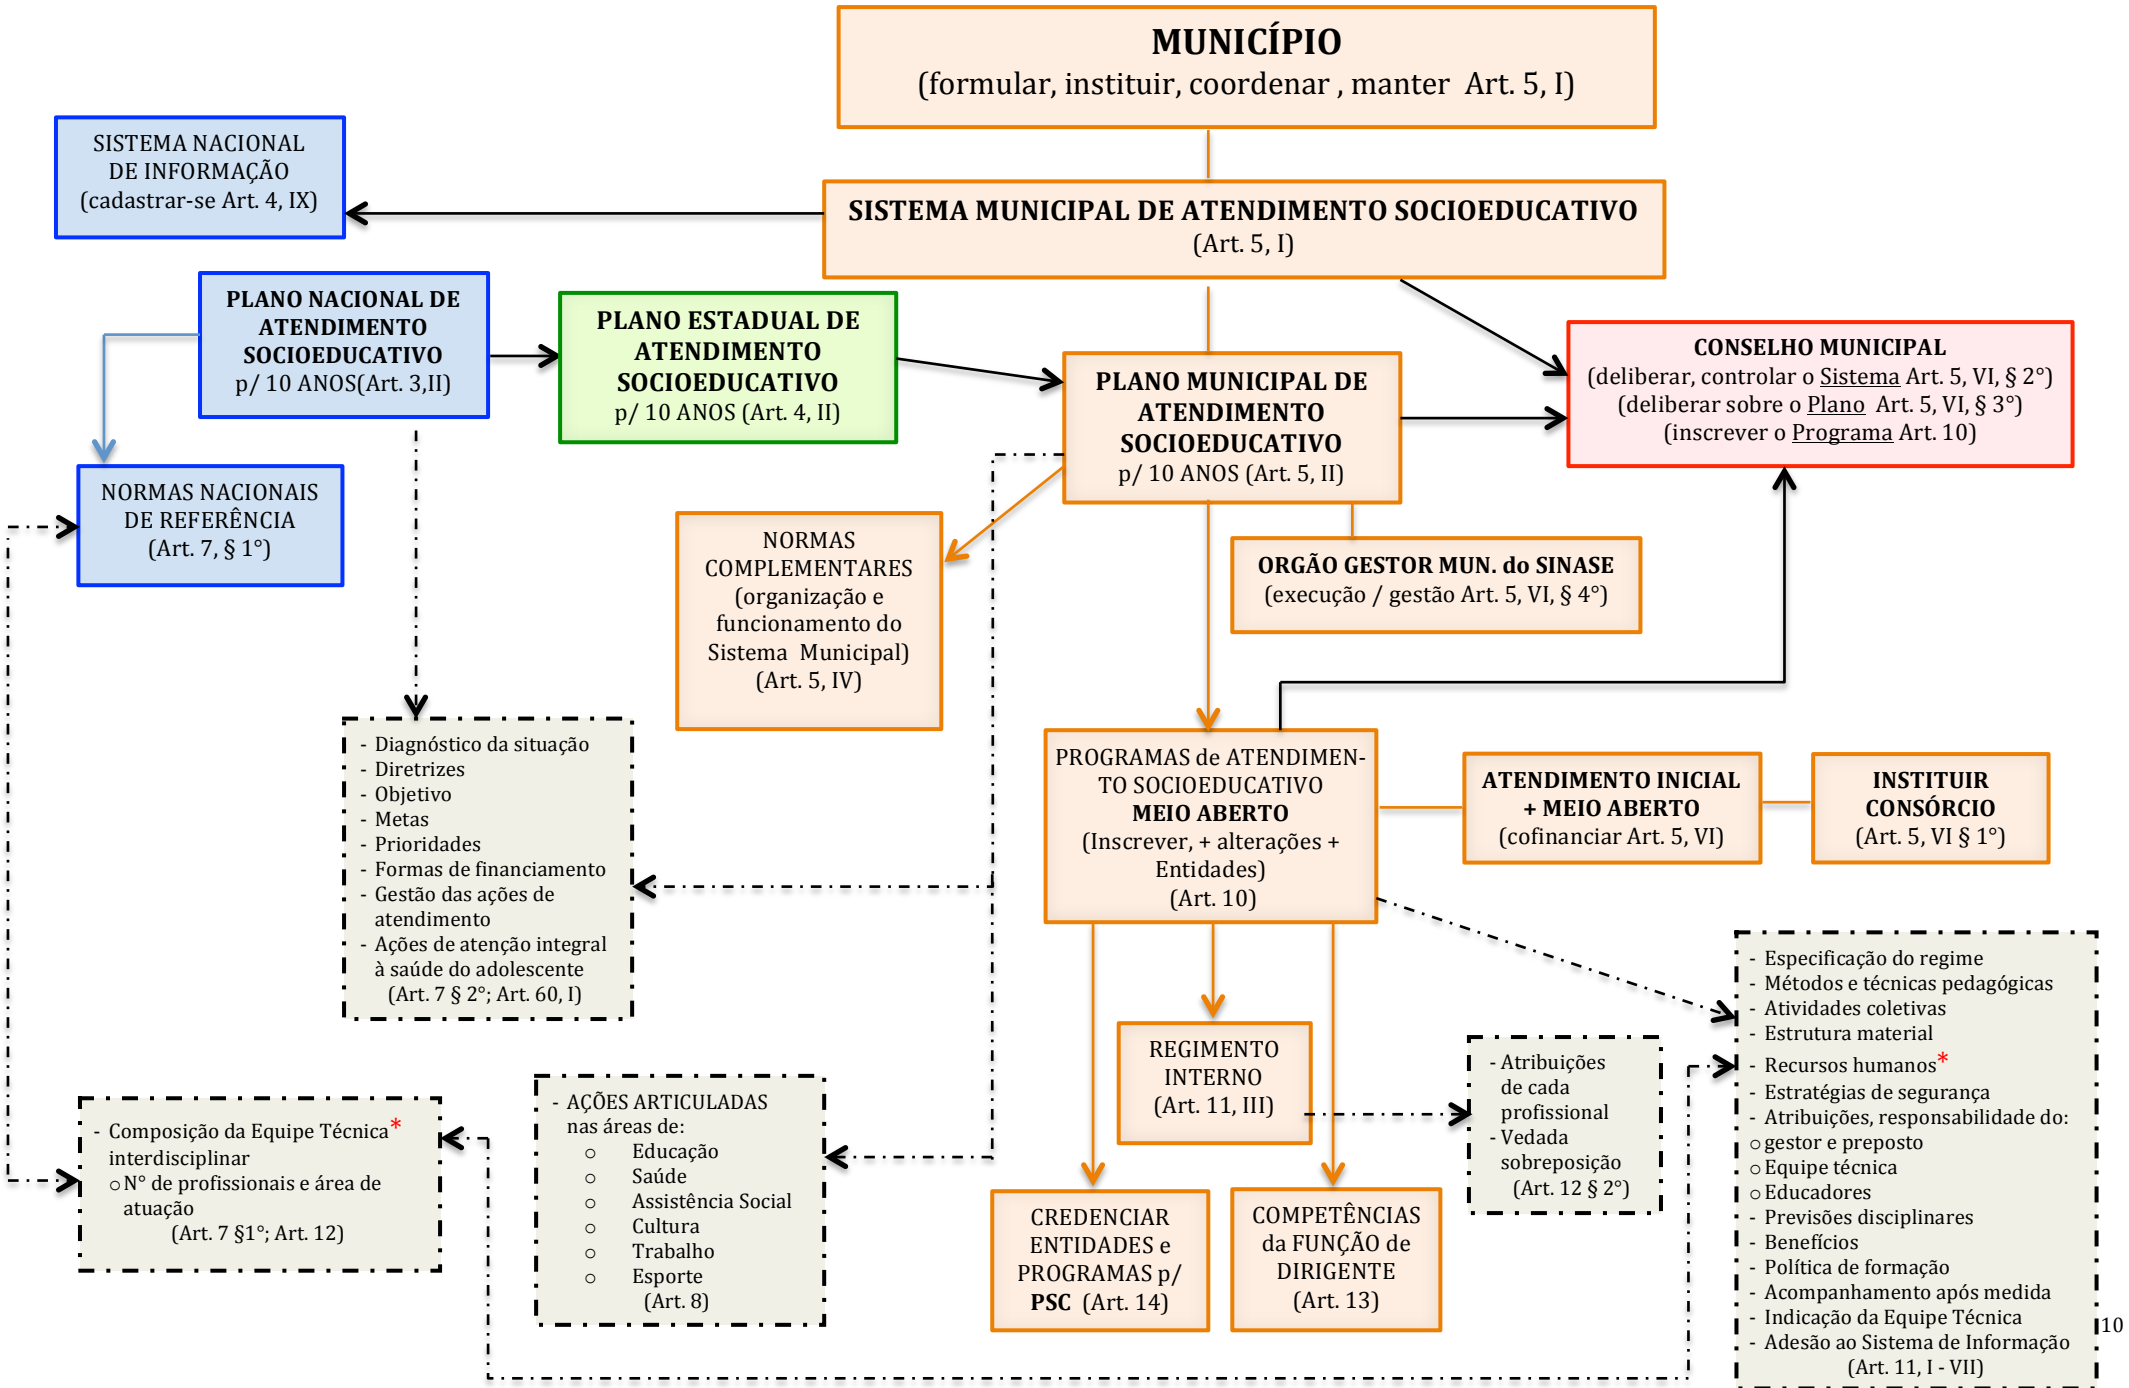 MUNICÍPIO
(formular, instituir, coordenar , manter Art. 5, I)
SISTEMA NACIONAL
DE INFORMAÇÃO
(cadastrar-se Art. 4, IX)
SISTEMA MUNICIPAL DE ATENDIMENTO SOCIOEDUCATIVO
(Art. 5, I)
PLANO NACIONAL DE
ATENDIMENTO
SOCIOEDUCATIVO
p/ 10 ANOS(Art. 3,II)
PLANO ESTADUAL DE
ATENDIMENTO
SOCIOEDUCATIVO
p/ 10 ANOS (Art. 4, II)
PLANO MUNICIPAL DE
ATENDIMENTO
SOCIOEDUCATIVO
p/ 10 ANOS (Art. 5, II)
CONSELHO MUNICIPAL
(deliberar, controlar o Sistema Art. 5, VI, § 2°)
(deliberar sobre o Plano Art. 5, VI, § 3°)
(inscrever o Programa Art. 10)
NORMAS NACIONAIS
DE REFERÊNCIA
(Art. 7, § 1°)
NORMAS
COMPLEMENTARES
(organização e
funcionamento do
Sistema Municipal)
(Art. 5, IV)
ORGÃO GESTOR MUN. do SINASE
(execução / gestão Art. 5, VI, § 4°)
- Diagnóstico da situação
- Diretrizes
- Objetivo
- Metas
- Prioridades
- Formas de financiamento
- Gestão das ações de
atendimento
- Ações de atenção integral
à saúde do adolescente
(Art. 7 § 2°; Art. 60, I)
PROGRAMAS de ATENDIMEN-
TO SOCIOEDUCATIVO
MEIO ABERTO
(Inscrever, + alterações +
Entidades)
(Art. 10)
ATENDIMENTO INICIAL
+ MEIO ABERTO
(cofinanciar Art. 5, VI)
INSTITUIR
CONSÓRCIO
(Art. 5, VI § 1°)
- Composição da Equipe Técnica*
interdisciplinar
o N° de profissionais e área de
atuação
(Art. 7 §1°; Art. 12)
- AÇÕES ARTICULADAS
nas áreas de:
o Educação
o Saúde
o Assistência Social
o Cultura
o Trabalho
o Esporte
(Art. 8)
REGIMENTO
INTERNO
(Art. 11, III)
- Atribuições
de cada
profissional
- Vedada
sobreposição
(Art. 12 § 2°)
CREDENCIAR
ENTIDADES e
PROGRAMAS p/
PSC (Art. 14)
COMPETÊNCIAS
da FUNÇÃO de
DIRIGENTE
(Art. 13)
- Especificação do regime
- Métodos e técnicas pedagógicas
- Atividades coletivas
- Estrutura material
- Recursos humanos*
- Estratégias de segurança
- Atribuições, responsabilidade do:
o gestor e preposto
o Equipe técnica
o Educadores
- Previsões disciplinares
- Benefícios
- Política de formação
- Acompanhamento após medida
- Indicação da Equipe Técnica
- Adesão ao Sistema de Informação
(Art. 11, I - VII)
10